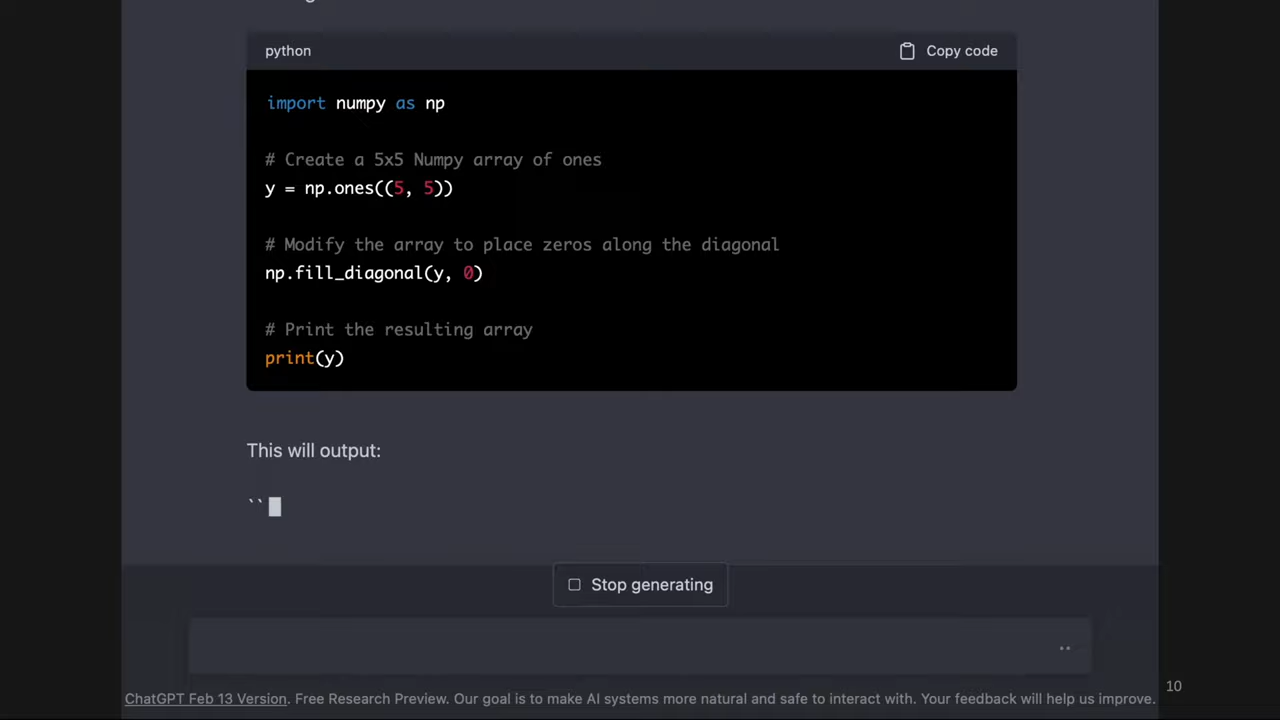 python
Copy code
import numpy as np
# Create a 5x5 Numpy array of ones
y = np.ones((5, 5))
# Modify the array to place zeros along the diagonal
np.fill_diagonal(y, 0)
# Print the resulting array
print(y)
This will output:
``
Stop generating
ChatGPT Feb 13 Version. Free Research Preview. Our goal is to make AI systems more natural and safe to interact with. Your feedback will help us improve.
10